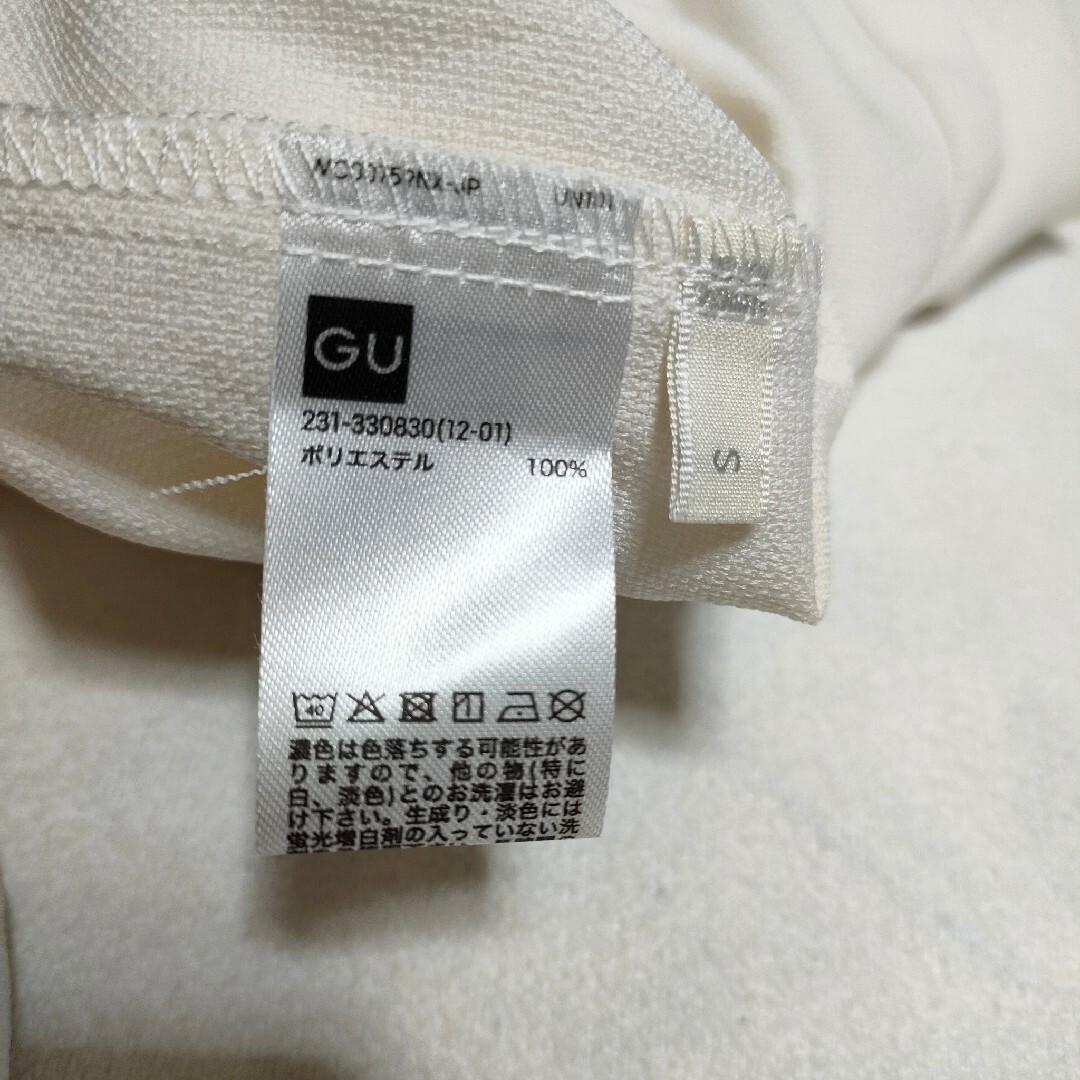 GU
231-330830(12-01)
ポリエステル 100%
S
40
濃色は色落ちする可能性があ
りますので、他の物(特に
白、淡色)とのお洗濯はお避
け下さい。生成り・淡色には
蛍光増白剤の入っていない洗